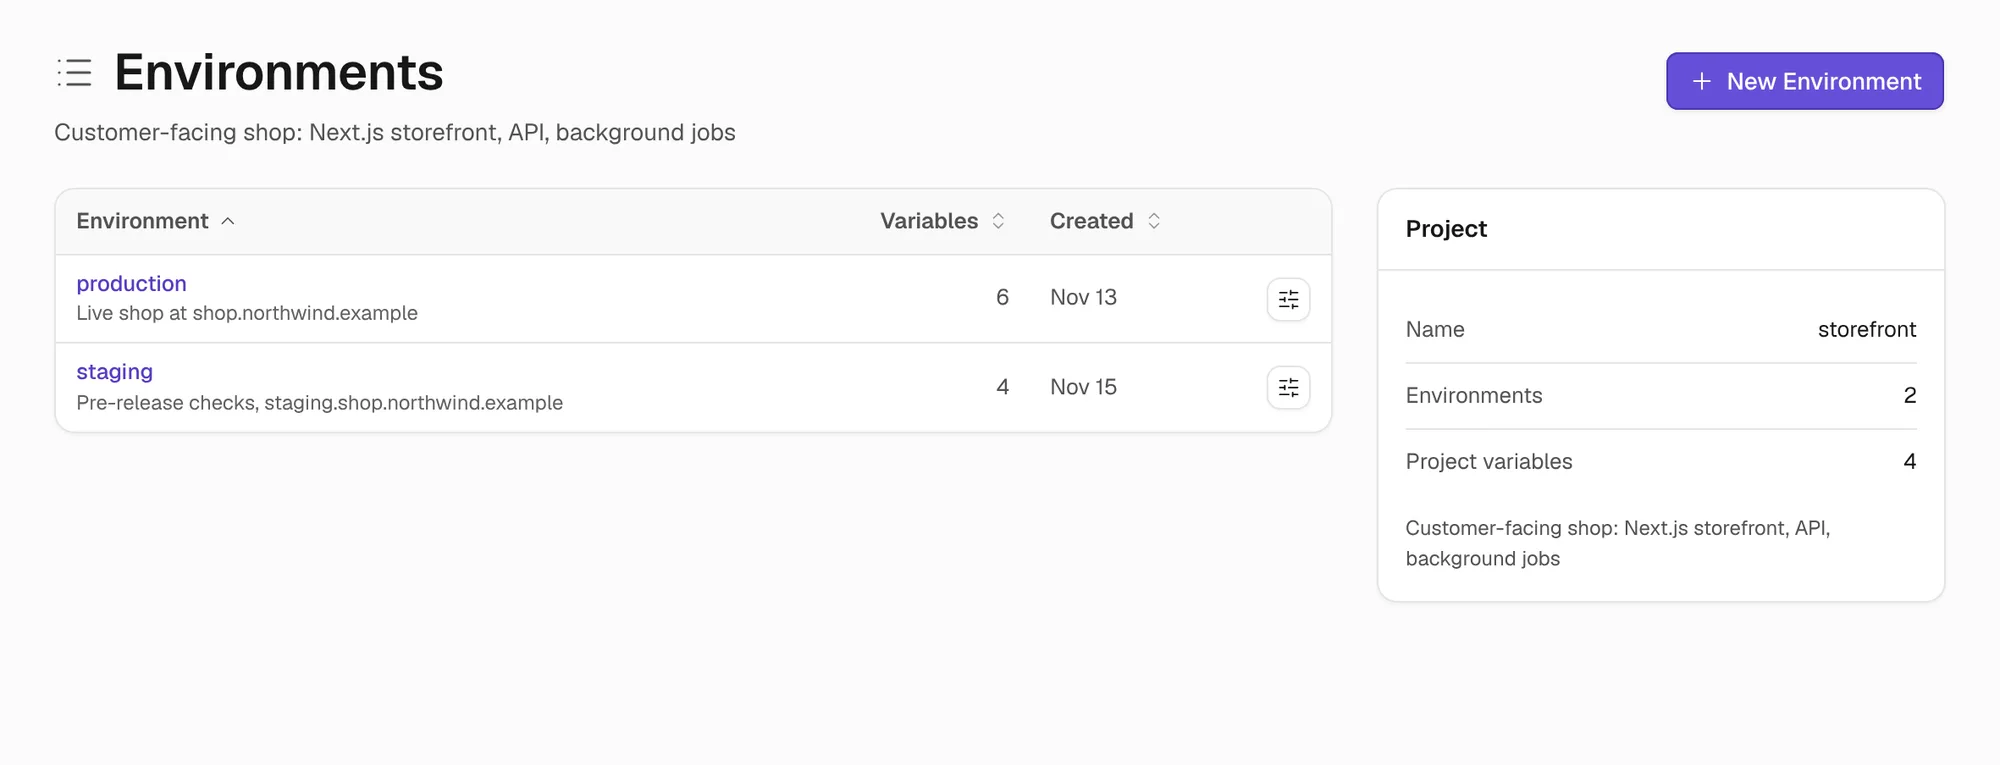 Environments
New Environment
Customer-facing shop: Next.js storefront, API, background jobs
Environment Variables Created
production
Live shop at shop.northwind.example
6 Nov 13
staging
Pre-release checks, staging.shop.northwind.example
4 Nov 15
Project
Name storefront
Environments 2
Project variables 4
Customer-facing shop: Next.js storefront, API,
background jobs